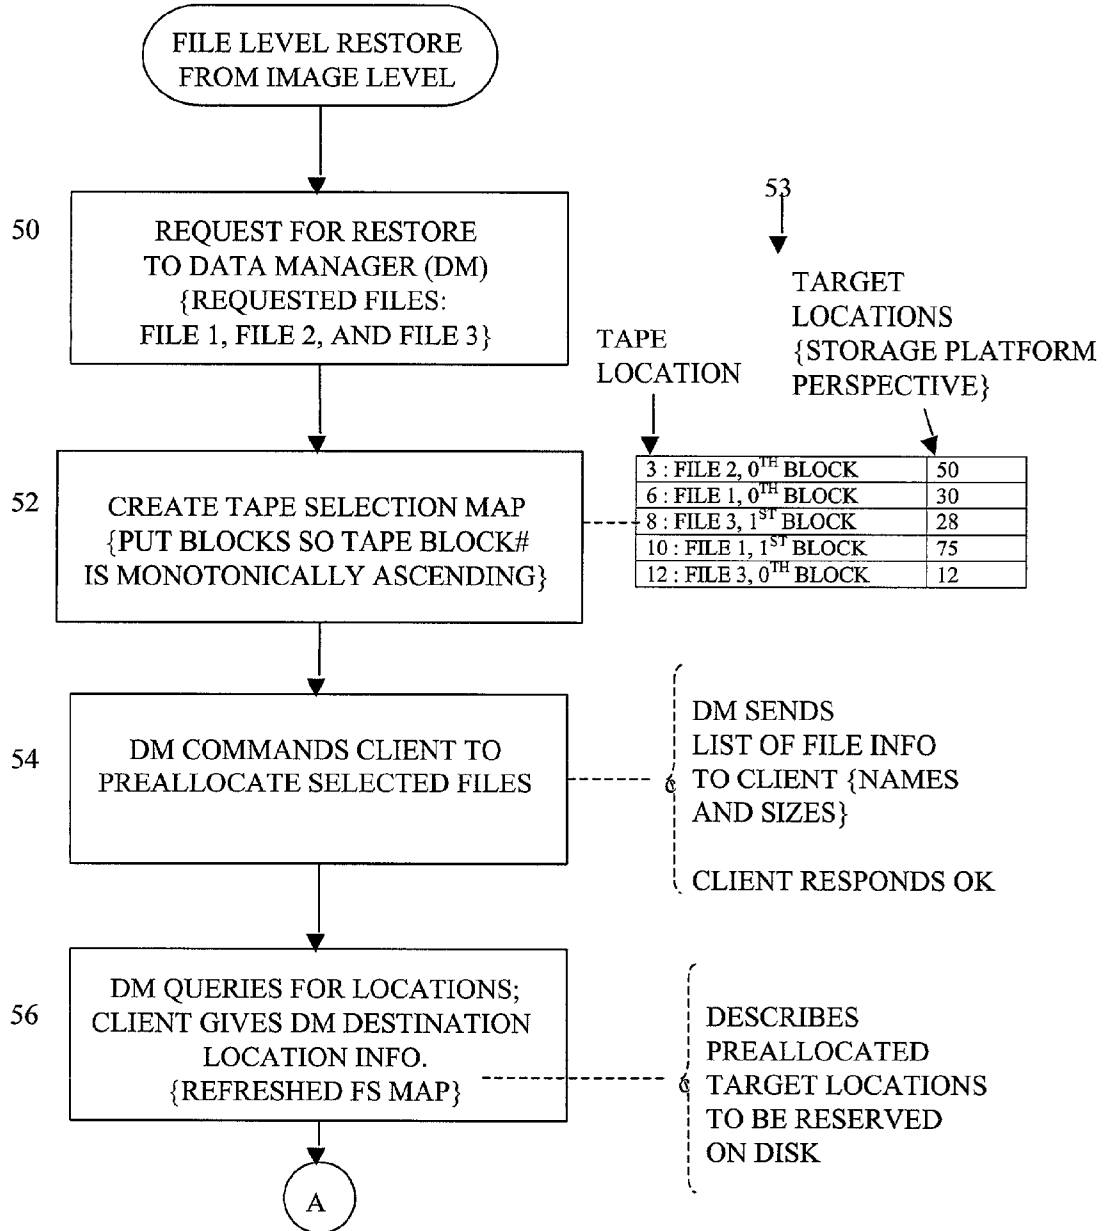 FILE LEVEL RESTORE
FROM IMAGE LEVEL
50
REQUEST FOR RESTORE
TO DATA MANAGER (DM)
{REQUESTED FILES:
FILE 1, FILE 2, AND FILE 3}
53
TARGET
LOCATIONS
{STORAGE PLATFORM
PERSPECTIVE}
TAPE
LOCATION
52
CREATE TAPE SELECTION MAP
{PUT BLOCKS SO TAPE BLOCK#
IS MONOTONICALLY ASCENDING}
3 : FILE 2, 0TH BLOCK 50
6 : FILE 1, 0TH BLOCK 30
8 : FILE 3, 1ST BLOCK 28
10 : FILE 1, 1ST BLOCK 75
12 : FILE 3, 0TH BLOCK 12
54
DM COMMANDS CLIENT TO
PREALLOCATE SELECTED FILES
DM SENDS
LIST OF FILE INFO
TO CLIENT {NAMES
AND SIZES}
CLIENT RESPONDS OK
56
DM QUERIES FOR LOCATIONS;
CLIENT GIVES DM DESTINATION
LOCATION INFO.
{REFRESHED FS MAP}
DESCRIBES
PREALLOCATED
TARGET LOCATIONS
TO BE RESERVED
ON DISK
A